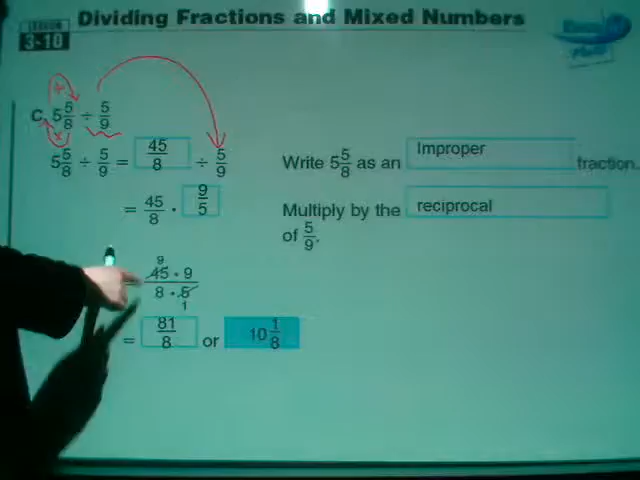 LESSON
3-10
Dividing Fractions and Mixed Numbers
C. 5 5/8 ÷ 5/9
5 5/8 ÷ 5/9 = 45/8 ÷ 5/9
Write 5 5/8 as an Improper fraction.
= 45/8 · 9/5
Multiply by the reciprocal
of 5/9.
9
45 · 9
8 · 5
1
= 81/8 or 10 1/8